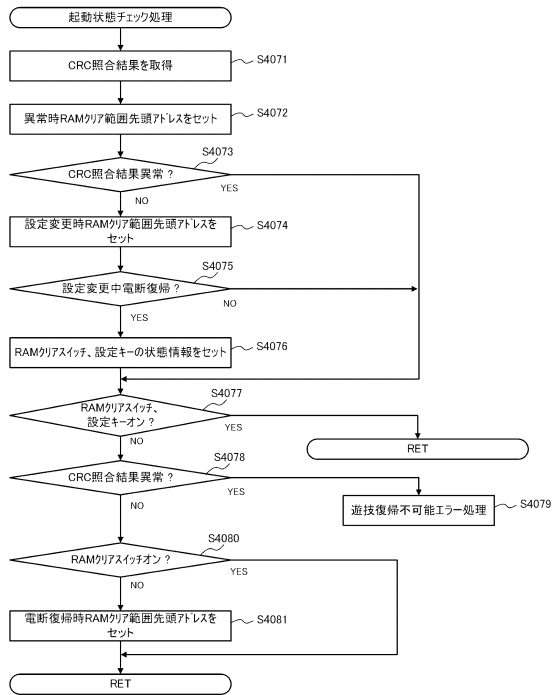 起動状態チェック処理
CRC照合結果を取得
S4071
異常時RAMクリア範囲先頭アドレスをセット
S4072
S4073
CRC照合結果異常？
YES
NO
設定変更時RAMクリア範囲先頭アドレスを
セット
S4074
S4075
設定変更中電断復帰？
NO
YES
RAMクリアスイッチ、設定キーの状態情報をセット
S4076
S4077
RAMクリアスイッチ、
設定キーオン？
YES
NO
RET
S4078
CRC照合結果異常？
YES
NO
遊技復帰不可能エラー処理
S4079
S4080
RAMクリアスイッチオン？
YES
NO
電断復帰時RAMクリア範囲先頭アドレスを
セット
S4081
RET